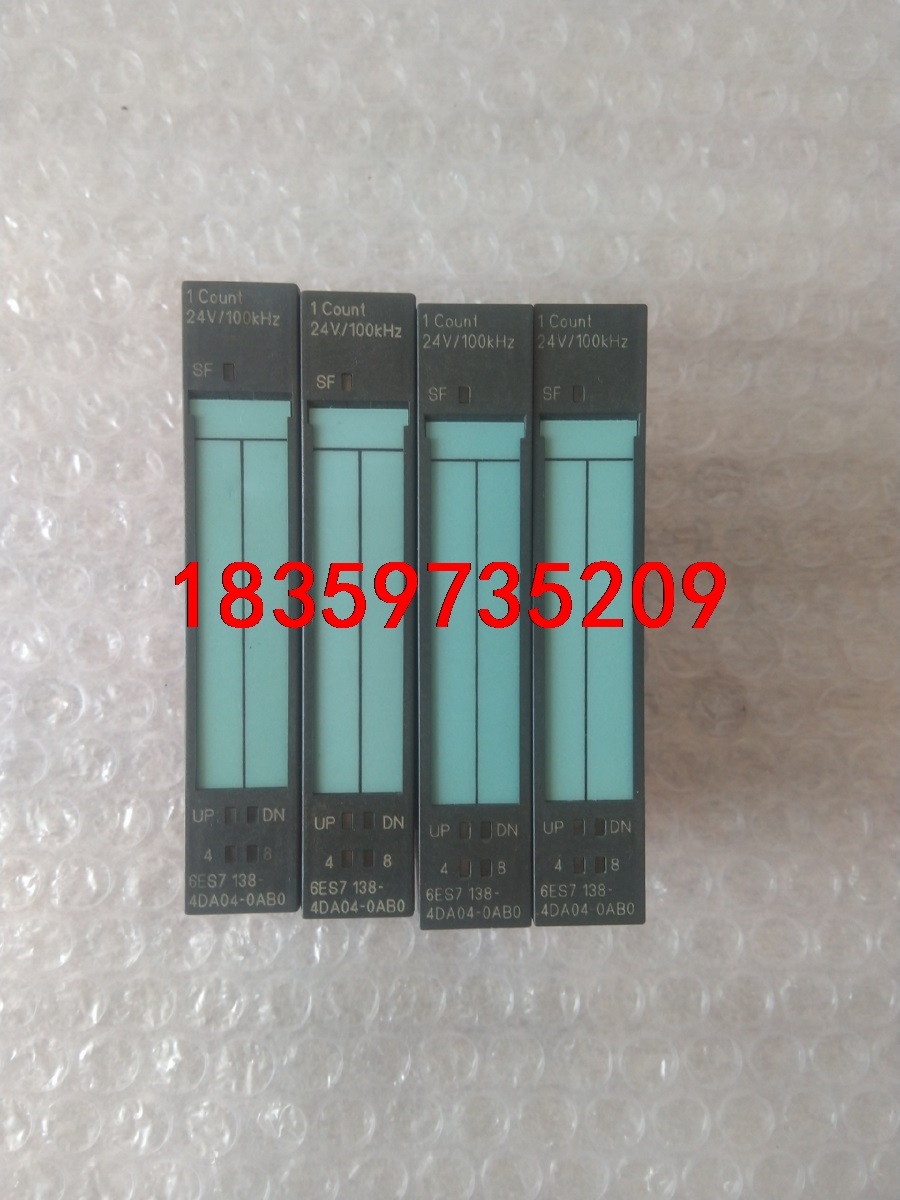 1 Count
24V/100kHz
SF
UP DN
4 8
6ES7 138-
4DA04-0AB0
1 Count
24V/100kHz
SF
UP DN
4 8
6ES7 138-
4DA04-0AB0
1 Count
24V/100kHz
SF
UP DN
4 8
6ES7 138-
4DA04-0AB0
1 Count
24V/100kHz
SF
UP DN
4 8
6ES7 138-
4DA04-0AB0
18359735209